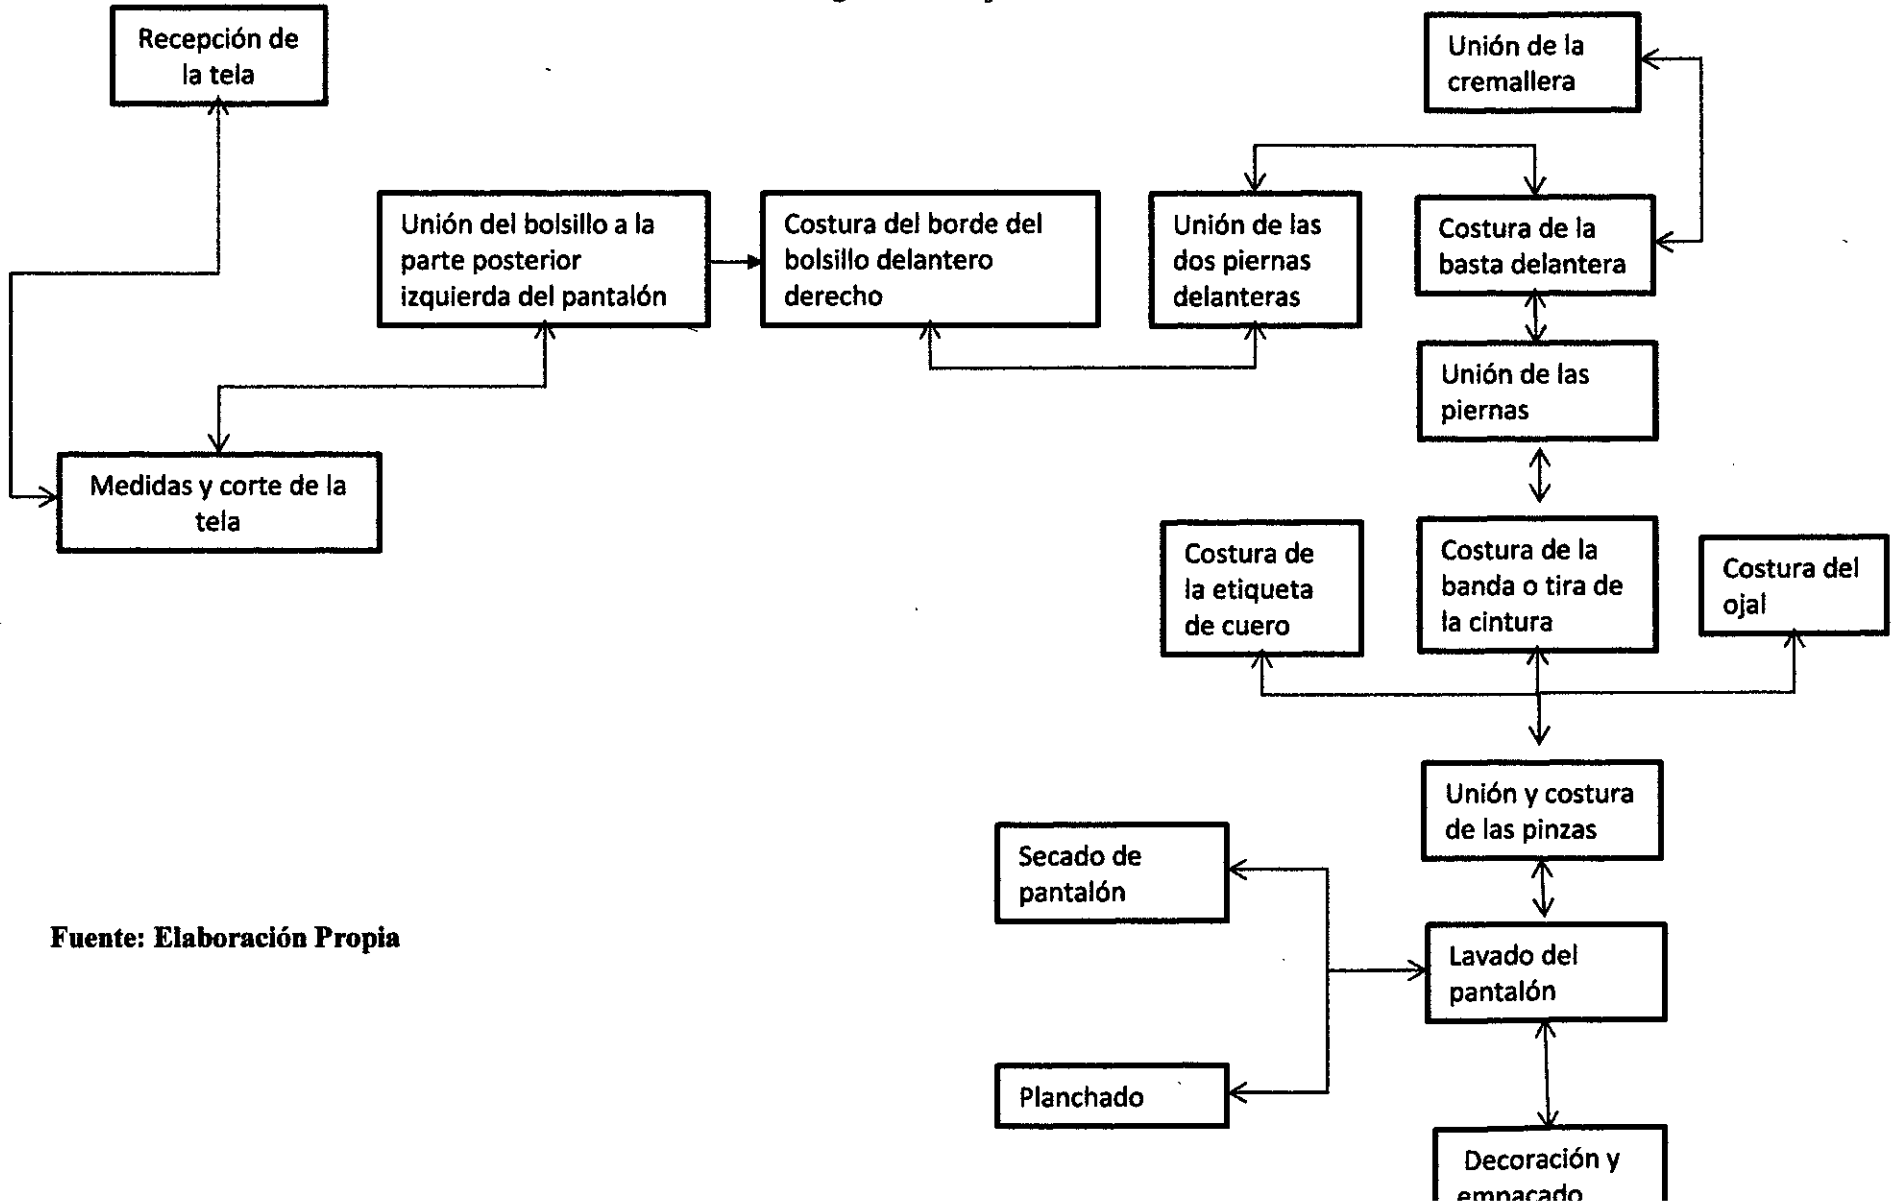 Recepción de
la tela
Unión de la
cremallera
Unión del bolsillo a la
parte posterior
izquierda del pantalón
Costura del borde del
bolsillo delantero
derecho
Unión de las
dos piernas
delanteras
Costura de la
basta delantera
Unión de las
piernas
Medidas y corte de la
tela
Costura de
la etiqueta
de cuero
Costura de la
banda o tira de
la cintura
Costura del
ojal
Unión y costura
de las pinzas
Secado de
pantalón
Fuente: Elaboración Propia
Lavado del
pantalón
Planchado
Decoración y
empacado